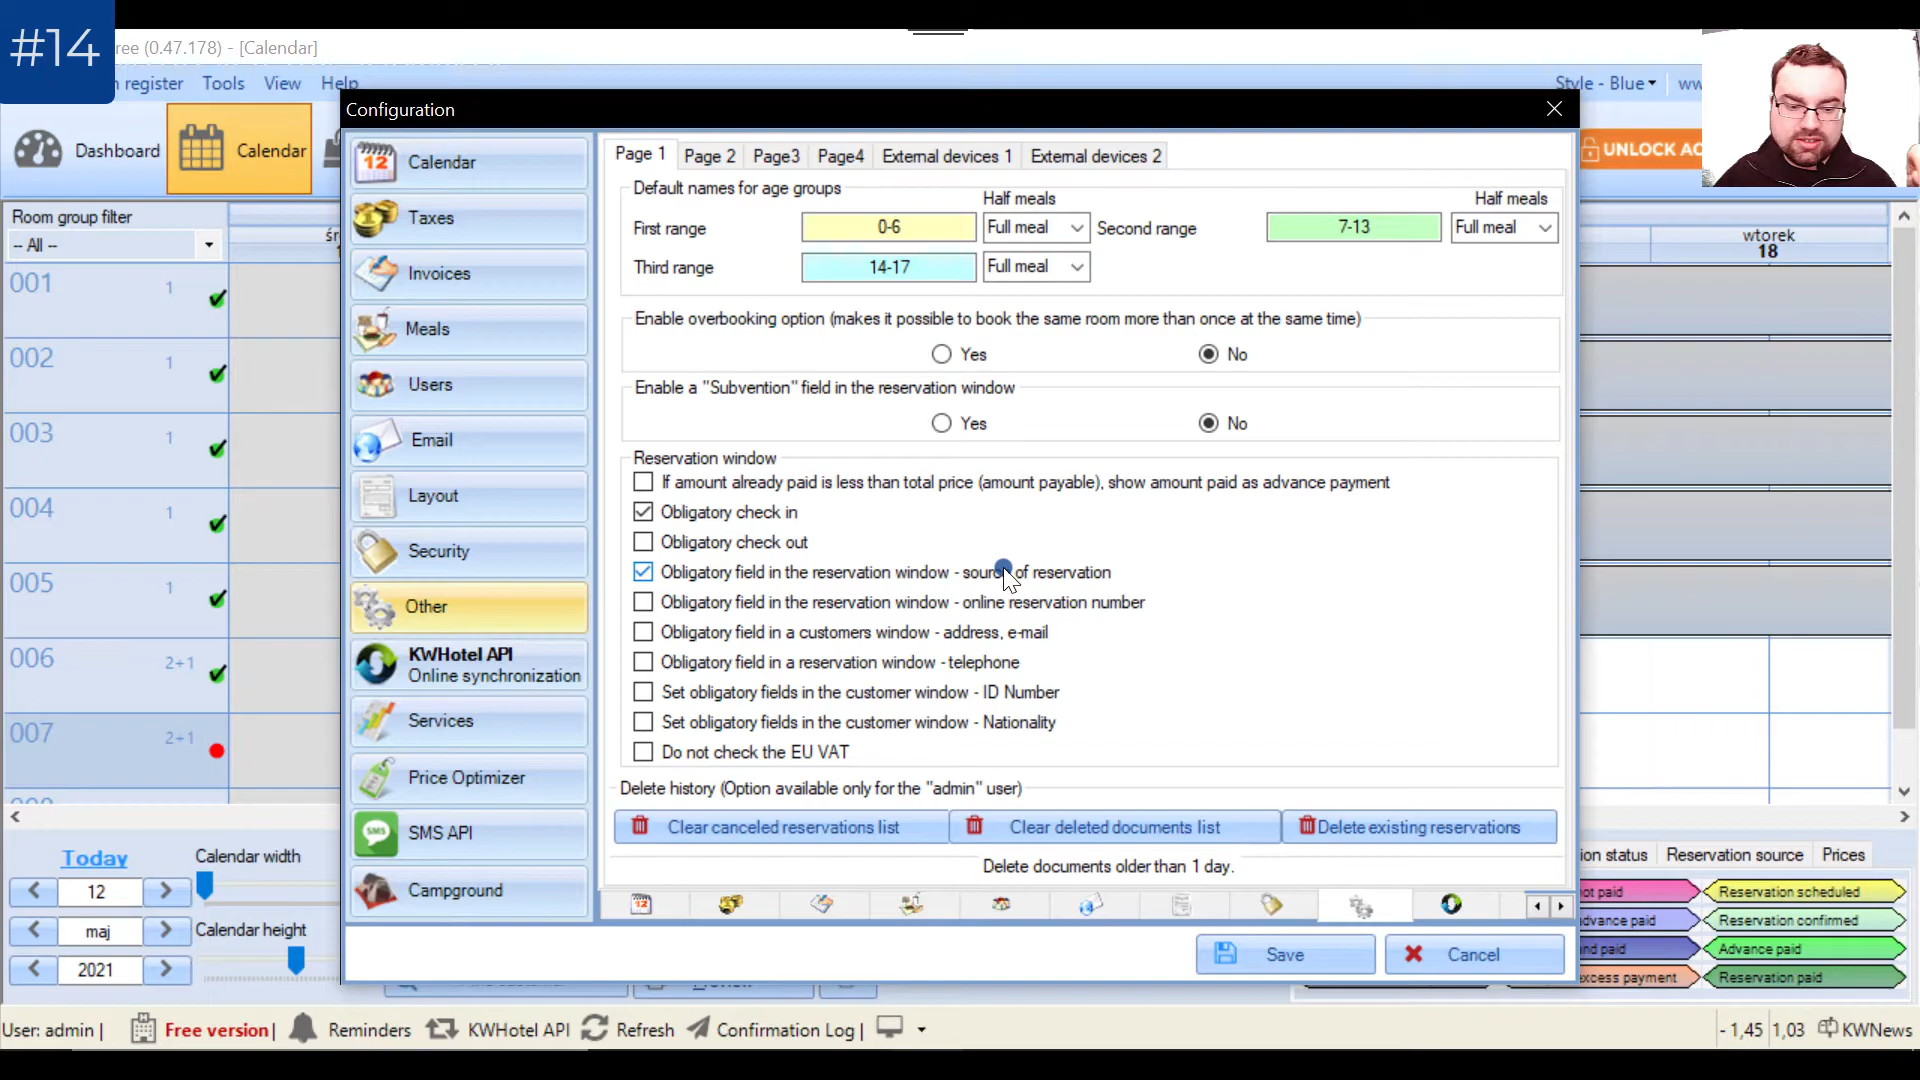 #14
ree (0.47.178) - [Calendar]
n register Tools View Help
Style - Blue
Dashboard
Calendar
UNLOCK AC
Configuration
Room group filter
-- All --
001 1
002 1
003 1
004 1
005 1
006 2+1
007 2+1
śr
wtorek
18
Calendar
Taxes
Invoices
Meals
Users
Email
Layout
Security
Other
KWHotel API
Online synchronization
Services
Price Optimizer
SMS API
Campground
Page 1 Page 2 Page3 Page4 External devices 1 External devices 2
Default names for age groups
Half meals Half meals
First range 0-6 Full meal Second range 7-13 Full meal
Third range 14-17 Full meal
Enable overbooking option (makes it possible to book the same room more than once at the same time)
Yes No
Enable a "Subvention" field in the reservation window
Yes No
Reservation window
If amount already paid is less than total price (amount payable), show amount paid as advance payment
Obligatory check in
Obligatory check out
Obligatory field in the reservation window - source of reservation
Obligatory field in the reservation window - online reservation number
Obligatory field in a customers window - address, e-mail
Obligatory field in a reservation window - telephone
Set obligatory fields in the customer window - ID Number
Set obligatory fields in the customer window - Nationality
Do not check the EU VAT
Delete history (Option available only for the "admin" user)
Clear canceled reservations list Clear deleted documents list Delete existing reservations
Delete documents older than 1 day.
Save Cancel
Today
12
maj
2021
Calendar width
Calendar height
ion status Reservation source Prices
not paid Reservation scheduled
dvance paid Reservation confirmed
nd paid Advance paid
excess payment Reservation paid
User: admin | Free version | Reminders KWHotel API Refresh Confirmation Log |
- 1,45 1,03 KWNews